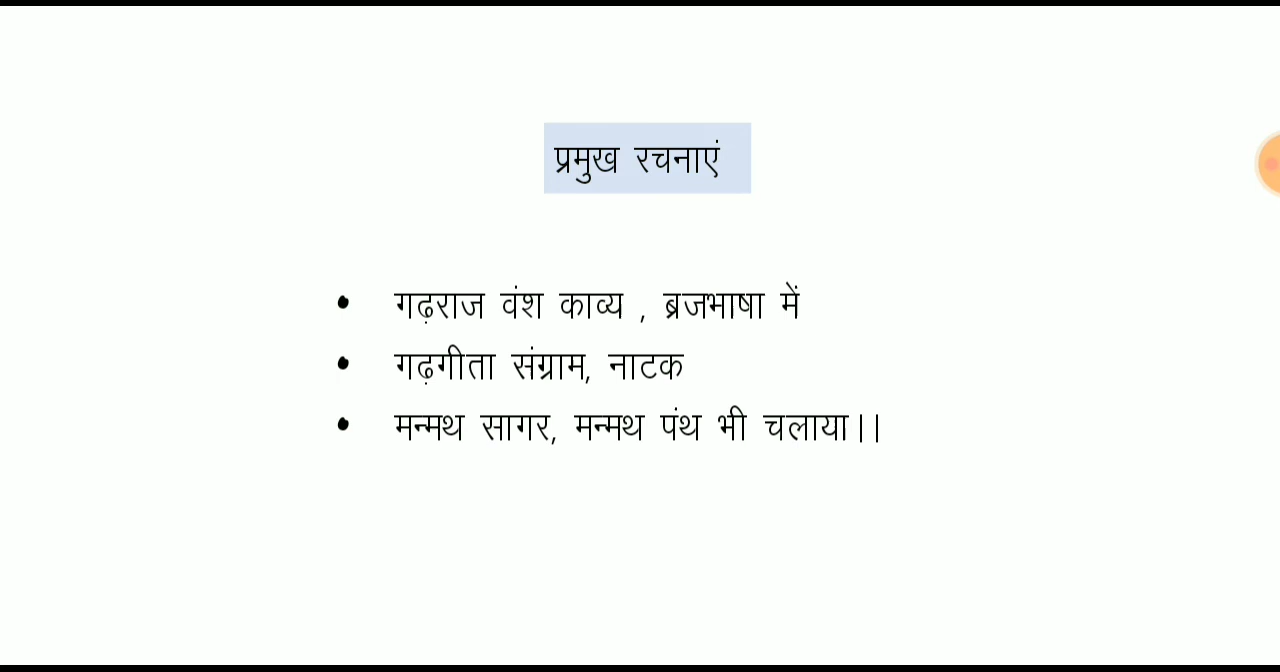 प्रमुख रचनाएं
• गढ़राज वंश काव्य , ब्रजभाषा में
• गढ़गीता संग्राम, नाटक
• मन्मथ सागर, मन्मथ पंथ भी चलाया।।